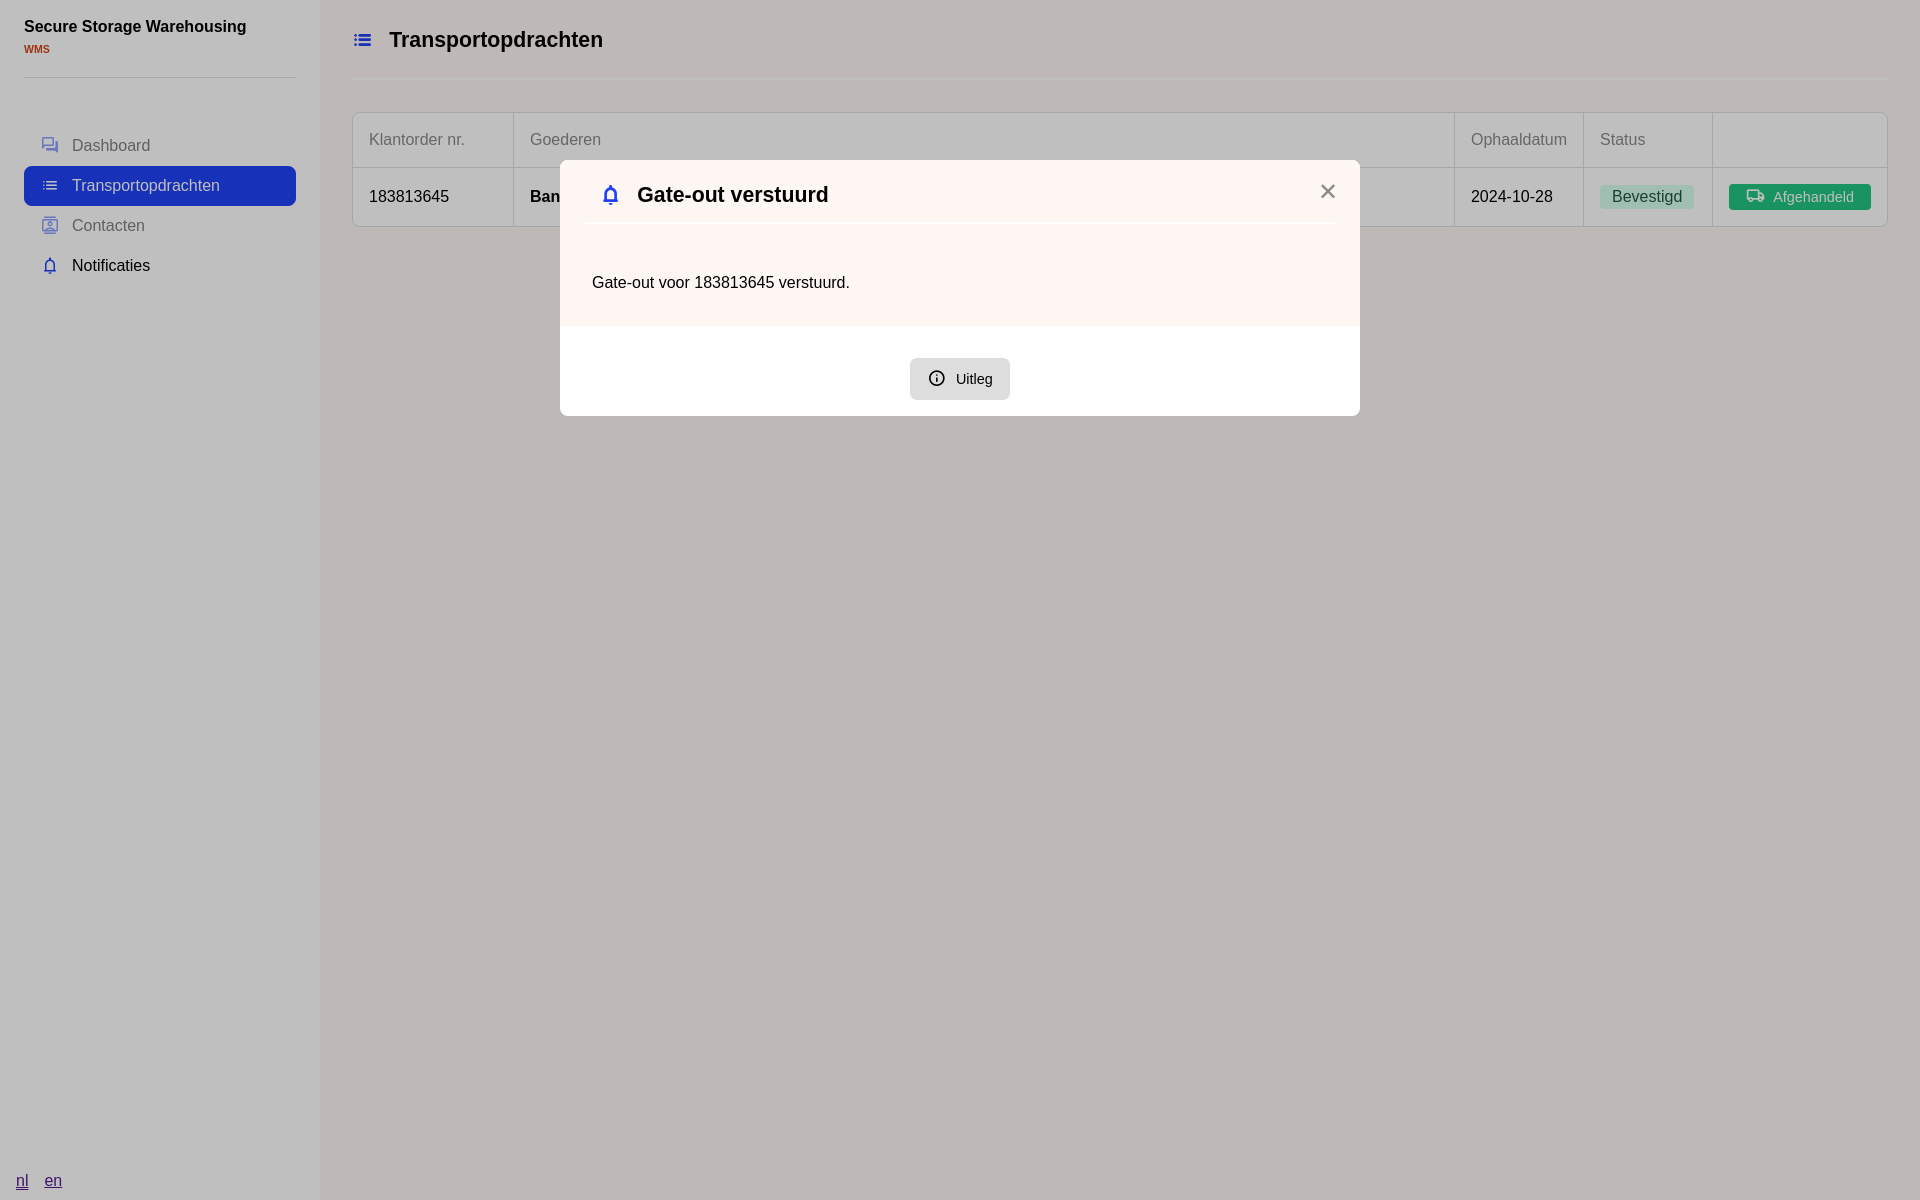 Secure Storage Warehousing
WMS
Dashboard
Transportopdrachten
Contacten
Notificaties
nl en
Transportopdrachten
Klantorder nr. Goederen Ophaaldatum Status
183813645 Ban 2024-10-28 Bevestigd Afgehandeld
Gate-out verstuurd
Gate-out voor 183813645 verstuurd.
Uitleg